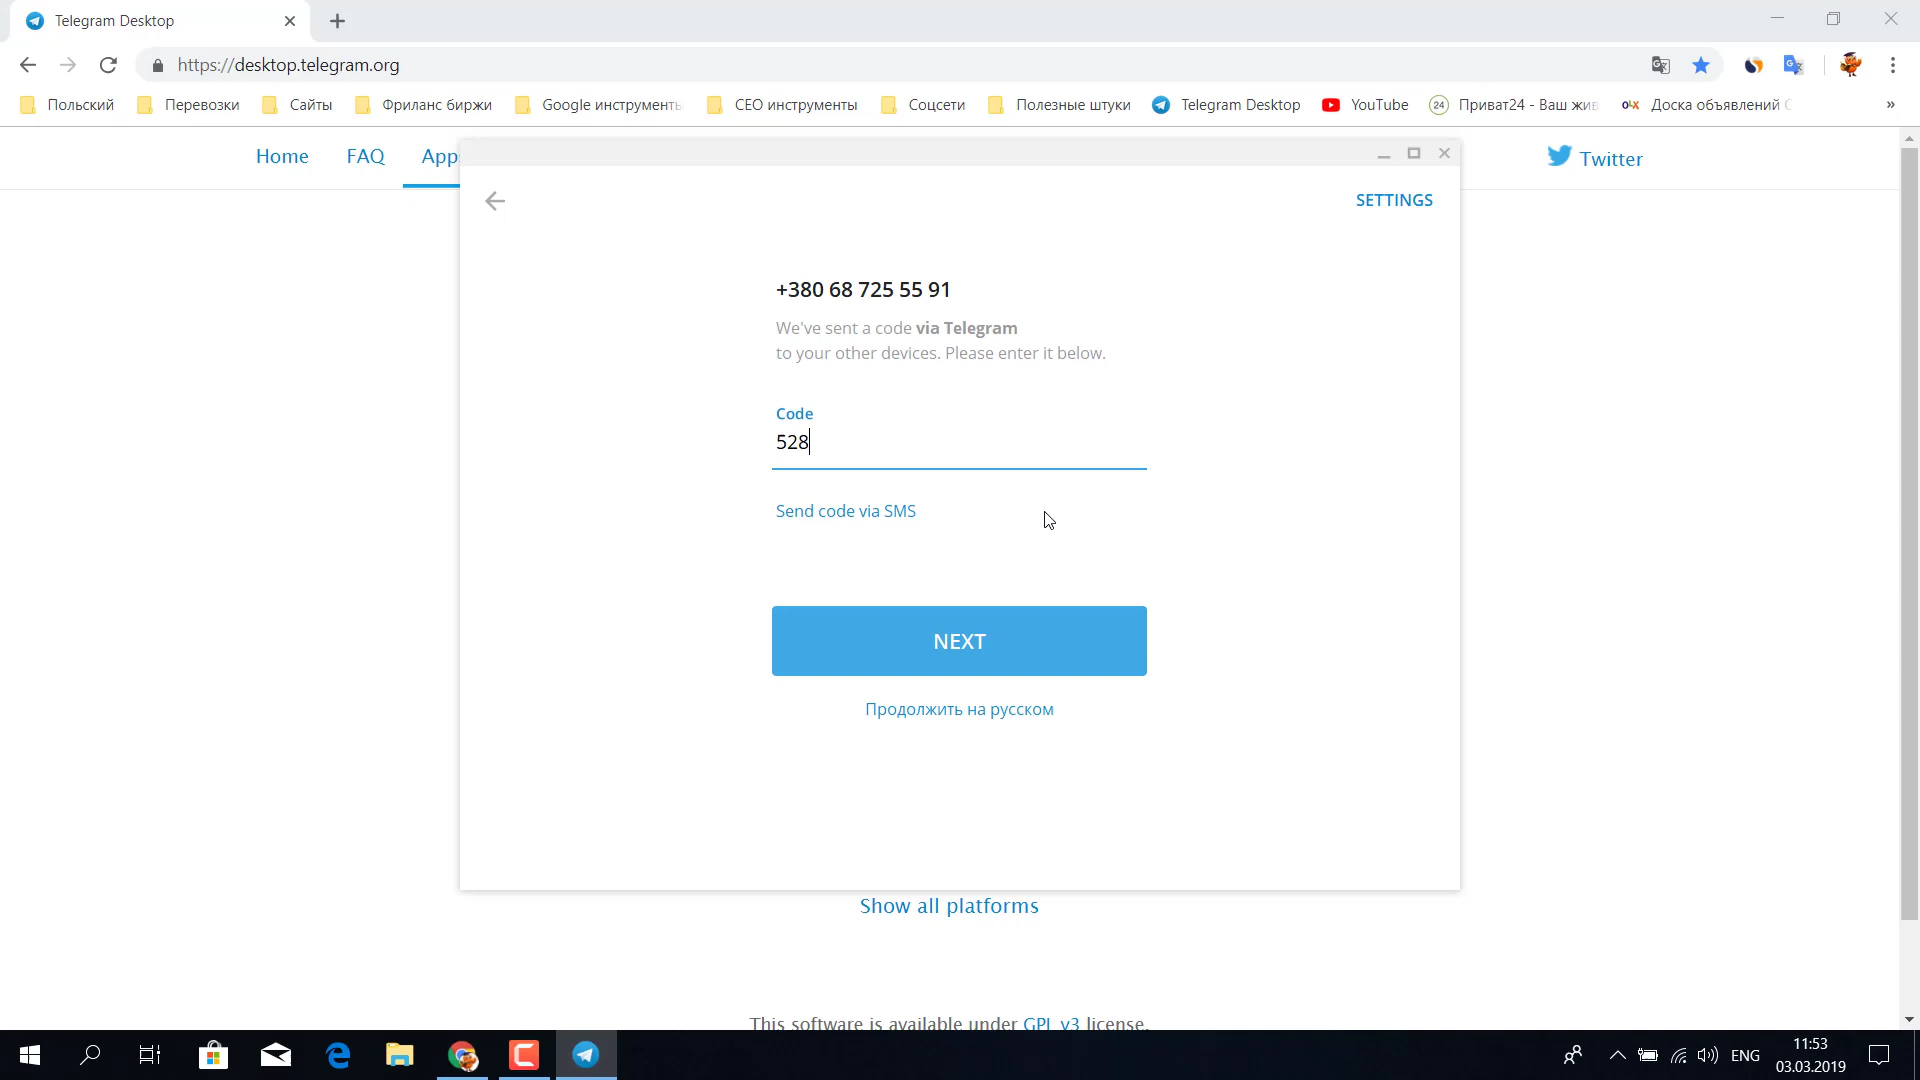 Telegram Desktop
https://desktop.telegram.org
Польский
Перевозки
Сайты
Фриланс биржи
Google инструменты
СЕО инструменты
Соцсети
Полезные штуки
Telegram Desktop
YouTube
24
Приват24 - Ваш жив
OLX
Доска объявлений
»
Home
FAQ
App
Twitter
SETTINGS
+380 68 725 55 91
We've sent a code via Telegram
to your other devices. Please enter it below.
Code
528
Send code via SMS
NEXT
Продолжить на русском
Show all platforms
This software is available under GPL v3 license.
ENG
11:53
03.03.2019